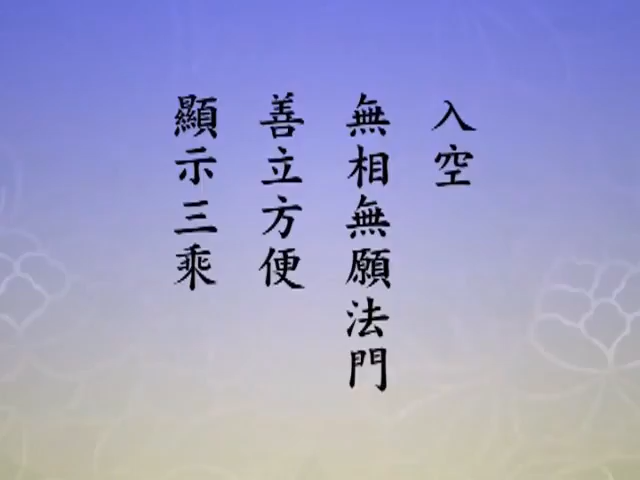 入空
無相無願法門
善立方便
顯示三乘